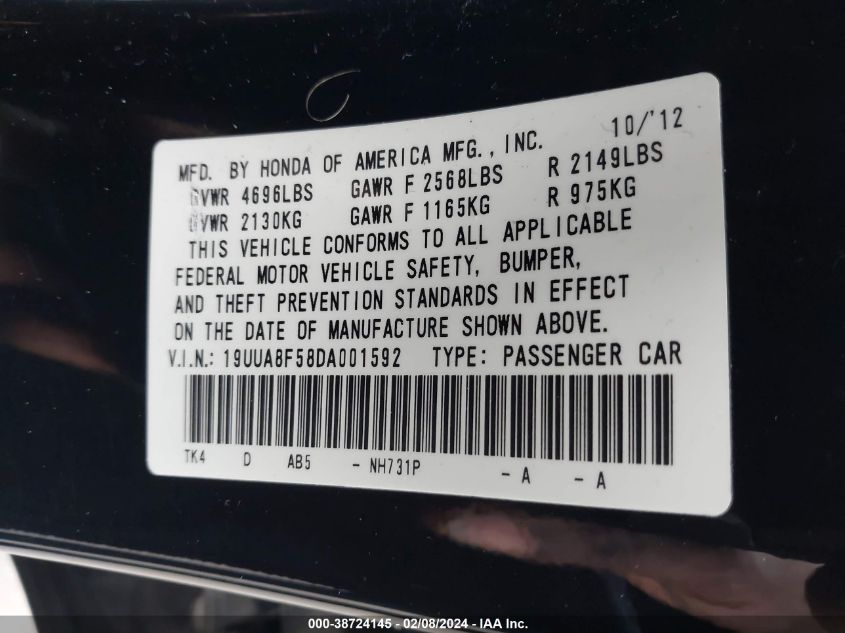 10/'12
MFD. BY HONDA OF AMERICA MFG., INC.
GVWR 4696LBS GAWR F 2568LBS R 2149LBS
GVWR 2130KG GAWR F 1165KG R 975KG
THIS VEHICLE CONFORMS TO ALL APPLICABLE
FEDERAL MOTOR VEHICLE SAFETY, BUMPER,
AND THEFT PREVENTION STANDARDS IN EFFECT
ON THE DATE OF MANUFACTURE SHOWN ABOVE.
V.I.N.: 19UUA8F58DA001592 TYPE: PASSENGER CAR
TK4 D AB5 - NH731P - A - A
000-38724145 - 02/08/2024 - IAA Inc.